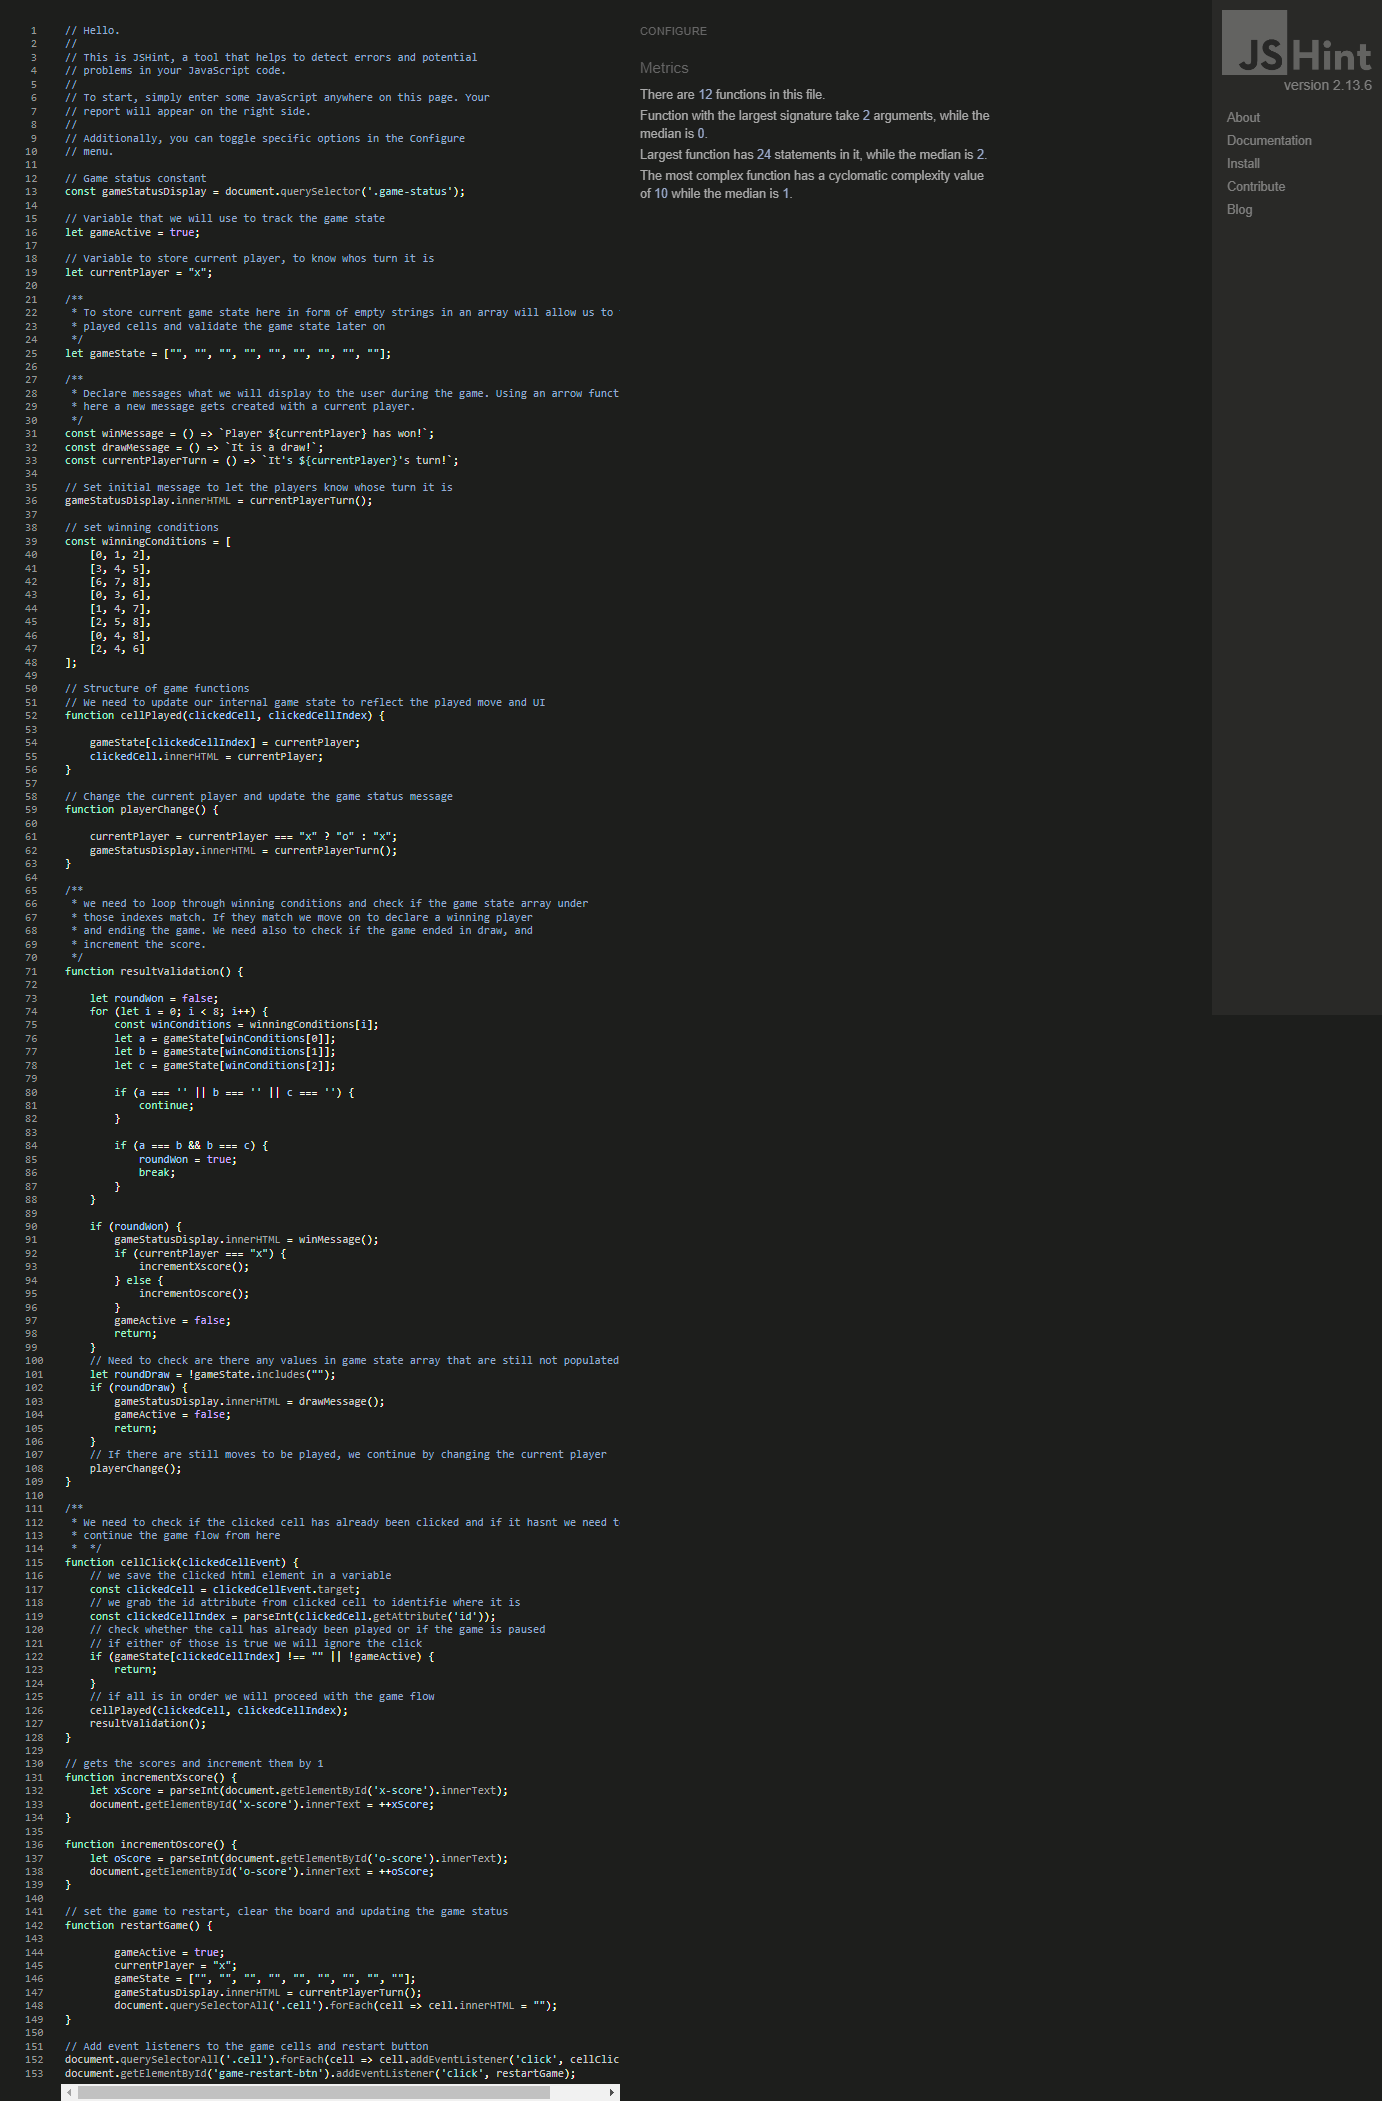 1 // Hello.
2 //
3 // This is JSHint, a tool that helps to detect errors and potential
4 // problems in your JavaScript code.
5 //
6 // To start, simply enter some JavaScript anywhere on this page. Your
7 // report will appear on the right side.
8 //
9 // Additionally, you can toggle specific options in the Configure
10 // menu.
11
12 // Game status constant
13 const gameStatusDisplay = document.querySelector('.game-status');
14
15 // Variable that we will use to track the game state
16 let gameActive = true;
17
18 // Variable to store current player, to know whos turn it is
19 let currentPlayer = "x";
20
21 /**
22  * To store current game state here in form of empty strings in an array will allow us to
23  * played cells and validate the game state later on
24  */
25 let gameState = ["", "", "", "", "", "", "", "", ""];
26
27 /**
28  * Declare messages what we will display to the user during the game. Using an arrow funct
29  * here a new message gets created with a current player.
30  */
31 const winMessage = () => `Player ${currentPlayer} has won!`;
32 const drawMessage = () => `It is a draw!`;
33 const currentPlayerTurn = () => `It's ${currentPlayer}'s turn!`;
34
35 // Set initial message to let the players know whose turn it is
36 gameStatusDisplay.innerHTML = currentPlayerTurn();
37
38 // set winning conditions
39 const winningConditions = [
40     [0, 1, 2],
41     [3, 4, 5],
42     [6, 7, 8],
43     [0, 3, 6],
44     [1, 4, 7],
45     [2, 5, 8],
46     [0, 4, 8],
47     [2, 4, 6]
48 ];
49
50 // Structure of game functions
51 // We need to update our internal game state to reflect the played move and UI
52 function cellPlayed(clickedCell, clickedCellIndex) {
53
54     gameState[clickedCellIndex] = currentPlayer;
55     clickedCell.innerHTML = currentPlayer;
56 }
57
58 // Change the current player and update the game status message
59 function playerChange() {
60
61     currentPlayer = currentPlayer === "x" ? "o" : "x";
62     gameStatusDisplay.innerHTML = currentPlayerTurn();
63 }
64
65 /**
66  * we need to loop through winning conditions and check if the game state array under
67  * those indexes match. If they match we move on to declare a winning player
68  * and ending the game. We need also to check if the game ended in draw, and
69  * increment the score.
70  */
71 function resultValidation() {
72
73     let roundWon = false;
74     for (let i = 0; i < 8; i++) {
75         const winConditions = winningConditions[i];
76         let a = gameState[winConditions[0]];
77         let b = gameState[winConditions[1]];
78         let c = gameState[winConditions[2]];
79
80         if (a === '' || b === '' || c === '') {
81             continue;
82         }
83
84         if (a === b && b === c) {
85             roundWon = true;
86             break;
87         }
88     }
89
90     if (roundWon) {
91         gameStatusDisplay.innerHTML = winMessage();
92         if (currentPlayer === "x") {
93             incrementXscore();
94         } else {
95             incrementOscore();
96         }
97         gameActive = false;
98         return;
99     }
100     // Need to check are there any values in game state array that are still not populated
101     let roundDraw = !gameState.includes("");
102     if (roundDraw) {
103         gameStatusDisplay.innerHTML = drawMessage();
104         gameActive = false;
105         return;
106     }
107     // If there are still moves to be played, we continue by changing the current player
108     playerChange();
109 }
110
111 /**
112  * We need to check if the clicked cell has already been clicked and if it hasnt we need t
113  * continue the game flow from here
114  *  */
115 function cellClick(clickedCellEvent) {
116     // we save the clicked html element in a variable
117     const clickedCell = clickedCellEvent.target;
118     // we grab the id attribute from clicked cell to identifie where it is
119     const clickedCellIndex = parseInt(clickedCell.getAttribute('id'));
120     // check whether the call has already been played or if the game is paused
121     // if either of those is true we will ignore the click
122     if (gameState[clickedCellIndex] !== "" || !gameActive) {
123         return;
124     }
125     // if all is in order we will proceed with the game flow
126     cellPlayed(clickedCell, clickedCellIndex);
127     resultValidation();
128 }
129
130 // gets the scores and increment them by 1
131 function incrementXscore() {
132     let xScore = parseInt(document.getElementById('x-score').innerText);
133     document.getElementById('x-score').innerText = ++xScore;
134 }
135
136 function incrementOscore() {
137     let oScore = parseInt(document.getElementById('o-score').innerText);
138     document.getElementById('o-score').innerText = ++oScore;
139 }
140
141 // set the game to restart, clear the board and updating the game status
142 function restartGame() {
143
144         gameActive = true;
145         currentPlayer = "x";
146         gameState = ["", "", "", "", "", "", "", "", ""];
147         gameStatusDisplay.innerHTML = currentPlayerTurn();
148         document.querySelectorAll('.cell').forEach(cell => cell.innerHTML = "");
149 }
150
151 // Add event listeners to the game cells and restart button
152 document.querySelectorAll('.cell').forEach(cell => cell.addEventListener('click', cellClic
153 document.getElementById('game-restart-btn').addEventListener('click', restartGame);
CONFIGURE
Metrics
There are 12 functions in this file.
Function with the largest signature take 2 arguments, while the
median is 0.
Largest function has 24 statements in it, while the median is 2.
The most complex function has a cyclomatic complexity value
of 10 while the median is 1.
JSHint
version 2.13.6
About
Documentation
Install
Contribute
Blog